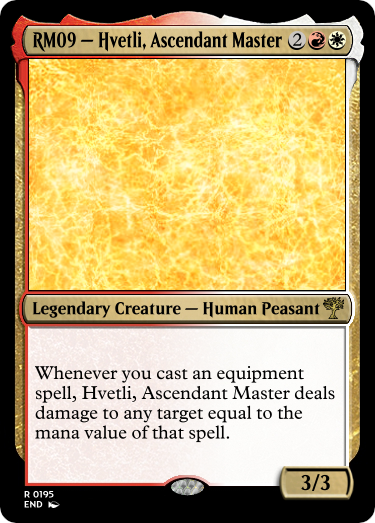 RM09 — Hvetli, Ascendant Master 2
Legendary Creature — Human Peasant
Whenever you cast an equipment
spell, Hvetli, Ascendant Master deals
damage to any target equal to the
mana value of that spell.
3/3
R 0195
END